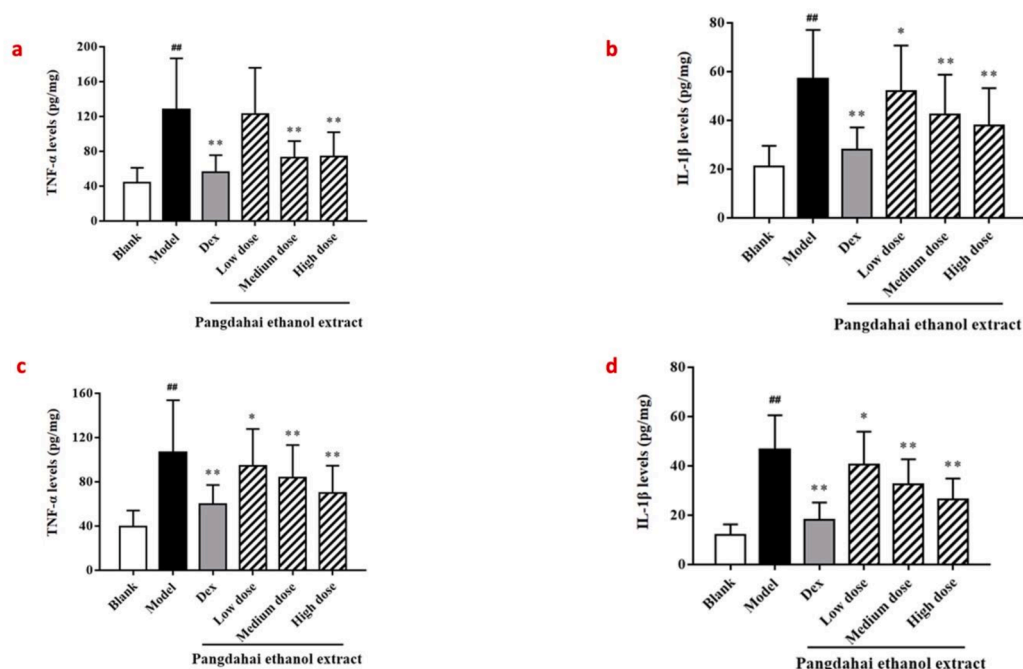 a
TNF-α levels (pg/mg)
200
160
120
80
40
0
##
**
**
**
Blank
Model
Dex
Low dose
Medium dose
High dose
Pangdahai ethanol extract
b
IL-1β levels (pg/mg)
80
60
40
20
0
##
**
*
**
**
Blank
Model
Dex
Low dose
Medium dose
High dose
Pangdahai ethanol extract
c
TNF-α levels (pg/mg)
160
120
80
40
0
##
**
*
**
**
Blank
Model
Dex
Low dose
Medium dose
High dose
Pangdahai ethanol extract
d
IL-1β levels (pg/mg)
80
60
40
20
0
##
**
*
**
**
Blank
Model
Dex
Low dose
Medium dose
High dose
Pangdahai ethanol extract